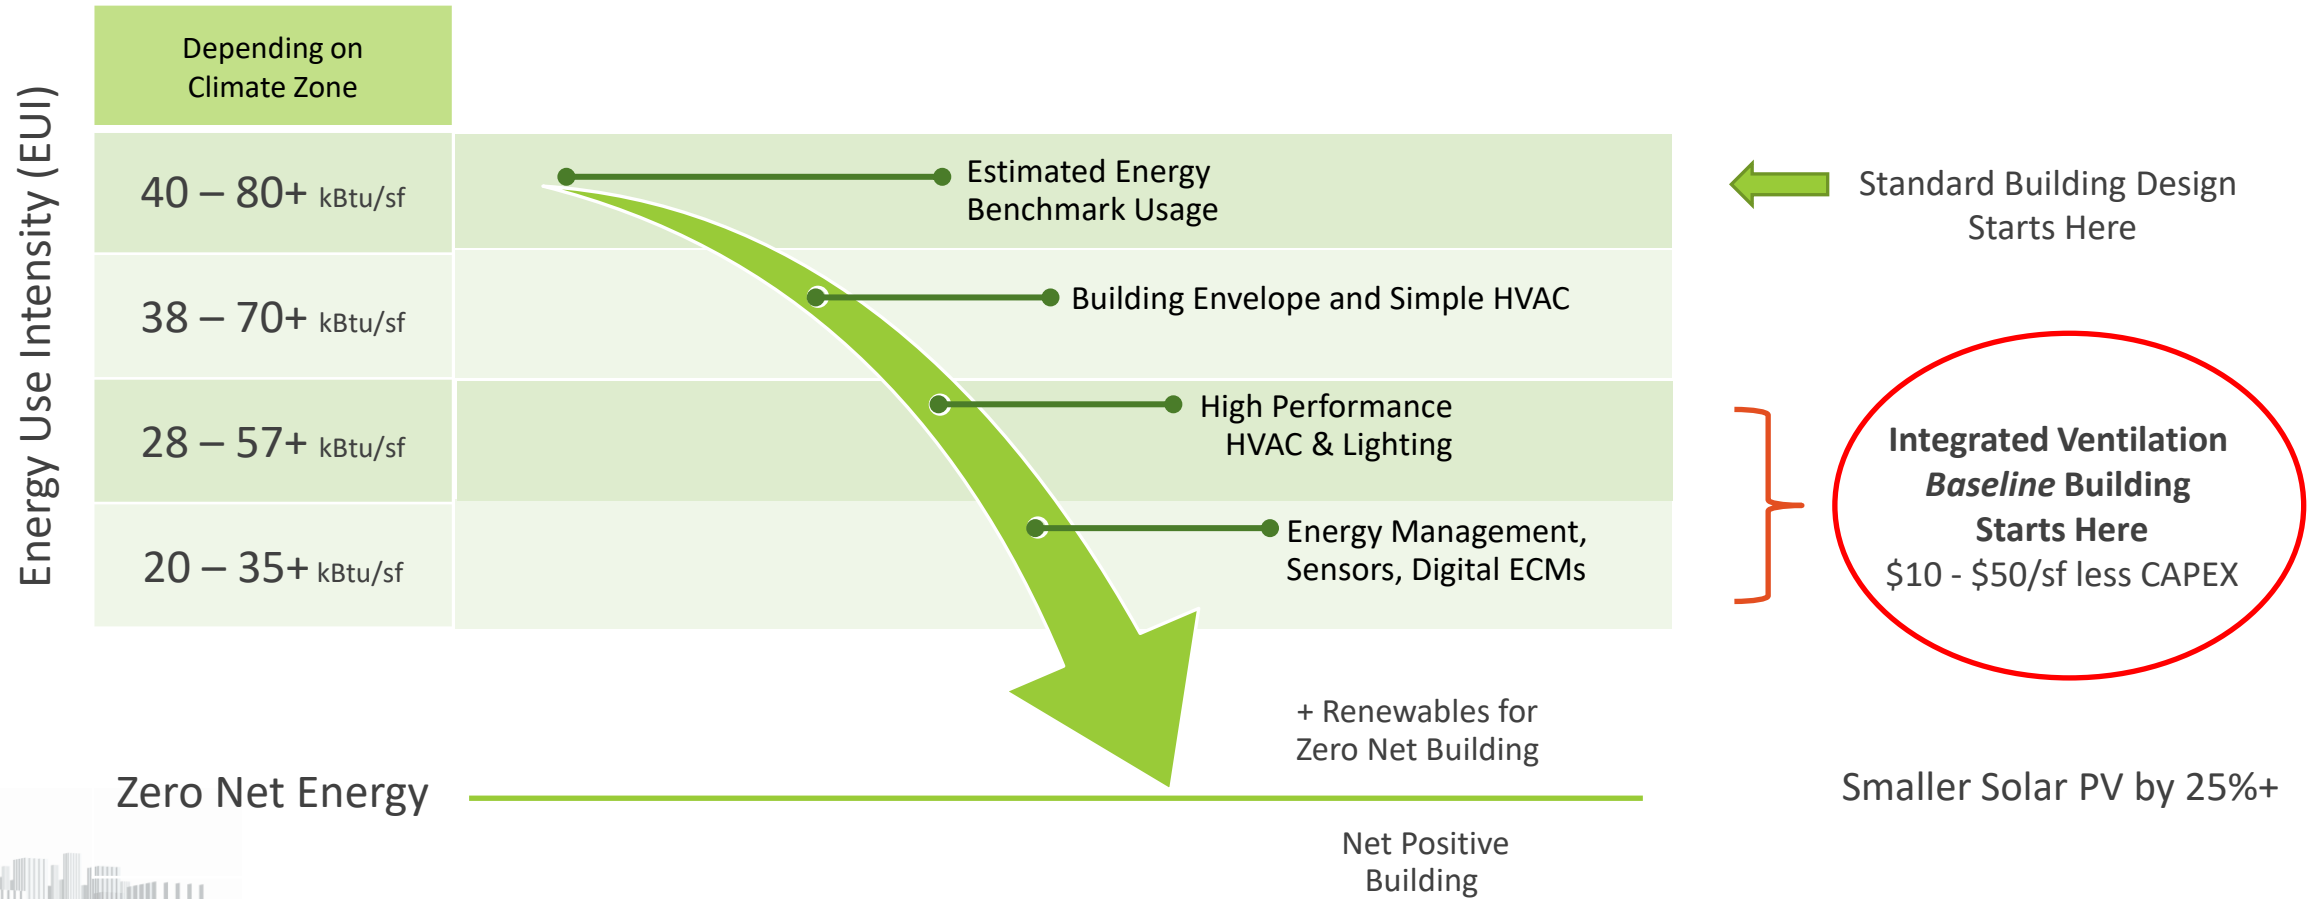 Energy Use Intensity (EUI)
Depending on
Climate Zone
40 – 80+ kBtu/sf
Estimated Energy
Benchmark Usage
Standard Building Design
Starts Here
38 – 70+ kBtu/sf
Building Envelope and Simple HVAC
28 – 57+ kBtu/sf
High Performance
HVAC & Lighting
20 – 35+ kBtu/sf
Energy Management,
Sensors, Digital ECMs
Integrated Ventilation
Baseline Building
Starts Here
$10 - $50/sf less CAPEX
+ Renewables for
Zero Net Building
Zero Net Energy
Smaller Solar PV by 25%+
Net Positive
Building